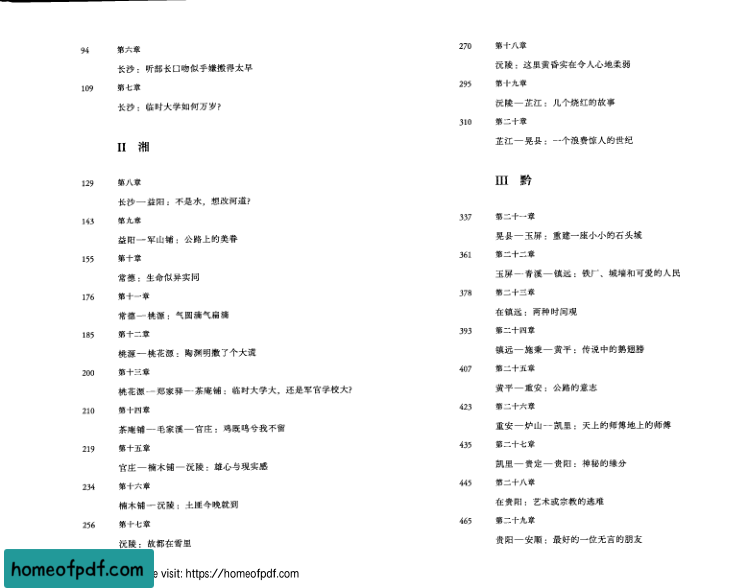 94 第六章
长沙：听部长口吻似乎嫌搬得太早
109 第七章
长沙：临时大学如何万岁？
II 湘
129 第八章
长沙—益阳：不是水，想改河道？
143 第九章
益阳—军山铺：公路上的美眷
155 第十章
常德：生命似异实同
176 第十一章
常德—桃源：气圆滴气扁滴
185 第十二章
桃源—桃花源：陶渊明撒了个大谎
200 第十三章
桃花源—郑家驿—茶庵铺：临时大学大，还是军官学校大？
210 第十四章
茶庵铺—毛家溪—官庄：鸡既鸣兮我不留
219 第十五章
官庄—楠木铺—沅陵：雄心与现实感
234 第十六章
楠木铺—沅陵：土匪今晚就到
256 第十七章
沅陵：故都在雪里
270 第十八章
沅陵：这里黄昏实在令人心地柔弱
295 第十九章
沅陵—芷江：几个烧红的故事
310 第二十章
芷江—晃县：一个浪费惊人的世纪
III 黔
337 第二十一章
晃县—玉屏：重建一座小小的石头城
361 第二十二章
玉屏—青溪—镇远：铁厂、城墙和可爱的人民
378 第二十三章
在镇远：两种时间观
393 第二十四章
镇远—施秉—黄平：传说中的鹅翅膀
407 第二十五章
黄平—重安：公路的意志
423 第二十六章
重安—炉山—凯里：天上的师傅地上的师傅
435 第二十七章
凯里—贵定—贵阳：神秘的缘分
445 第二十八章
在贵阳：艺术或宗教的逃难
465 第二十九章
贵阳—安顺：最好的一位无言的朋友
homeofpdf.com
e visit: https://homeofpdf.com